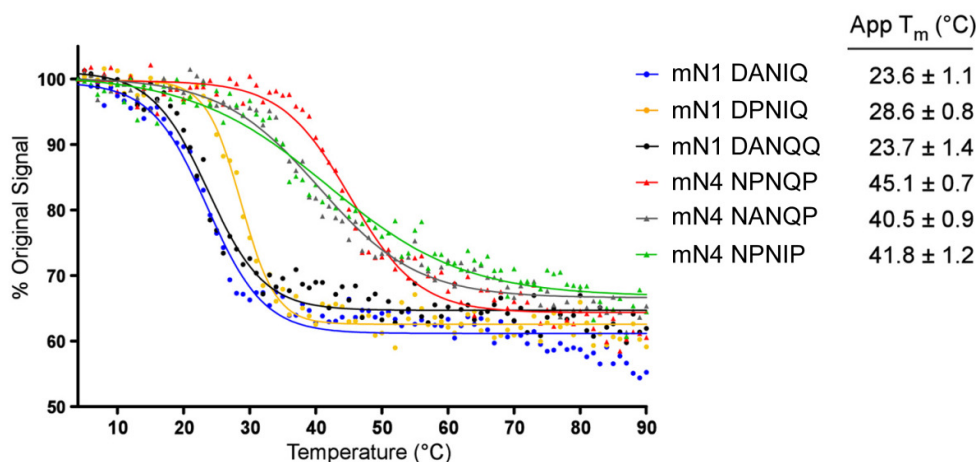 App Tm (°C)
mN1 DANIQ 23.6 ± 1.1
mN1 DPNIQ 28.6 ± 0.8
mN1 DANQQ 23.7 ± 1.4
mN4 NPNQP 45.1 ± 0.7
mN4 NANQP 40.5 ± 0.9
mN4 NPNIP 41.8 ± 1.2
% Original Signal
100
90
80
70
60
50
10 20 30 40 50 60 70 80 90
Temperature (°C)